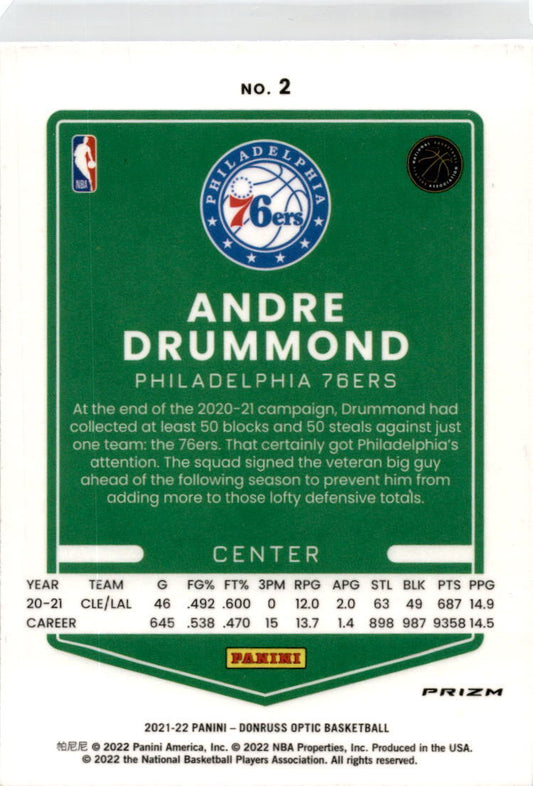 NO. 2
NBA
NATIONAL BASKETBALL
ASSOCIATION
PHILADELPHIA
76ers
ANDRE
DRUMMOND
PHILADELPHIA 76ERS
At the end of the 2020-21 campaign, Drummond had
collected at least 50 blocks and 50 steals against just
one team: the 76ers. That certainly got Philadelphia's
attention. The squad signed the veteran big guy
ahead of the following season to prevent him from
adding more to those lofty defensive totals.
CENTER
YEAR TEAM G FG% FT% 3PM RPG APG STL BLK PTS PPG
20-21 CLE/LAL 46 .492 .600 0 12.0 2.0 63 49 687 14.9
CAREER 645 .538 .470 15 13.7 1.4 898 987 9358 14.5
PANINI
PRIZM
2021-22 PANINI – DONRUSS OPTIC BASKETBALL
帕尼尼 © 2022 Panini America, Inc. © 2022 NBA Properties, Inc. Produced in the USA.
© 2022 the National Basketball Players Association. All rights reserved.